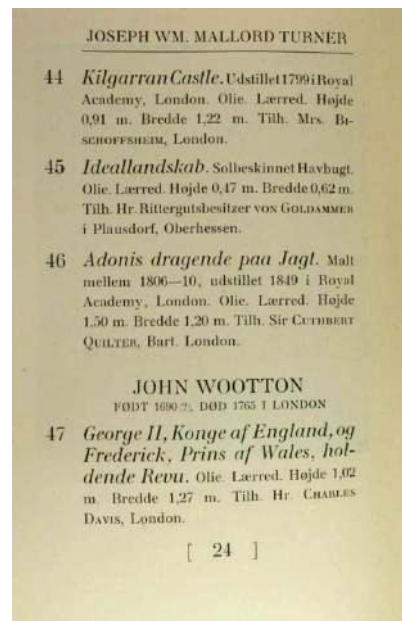 JOSEPH WM. MALLORD TURNER
44 Kilgarran Castle. Udstillet 1799 i Royal
Academy, London. Olie. Lærred. Højde
0,91 m. Bredde 1,22 m. Tilh. Mrs. Bi-
schoffsheim, London.
45 Ideallandskab. Solbeskinnet Havbugt.
Olie. Lærred. Højde 0,47 m. Bredde 0,62 m.
Tilh. Hr. Rittergutsbesitzer von Goldammer
i Plausdorf, Oberhessen.
46 Adonis dragende paa Jagt. Malt
mellem 1806—10, udstillet 1849 i Royal
Academy, London. Olie. Lærred. Højde
1,50 m. Bredde 1,20 m. Tilh. Sir Cuthbert
Quilter, Bart. London.
JOHN WOOTTON
FØDT 1690 (?), DØD 1765 I LONDON
47 George II, Konge af England, og
Frederick, Prins af Wales, hol-
dende Revu. Olie. Lærred. Højde 1,02
m. Bredde 1,27 m. Tilh. Hr. Charles
Davis, London.
[ 24 ]